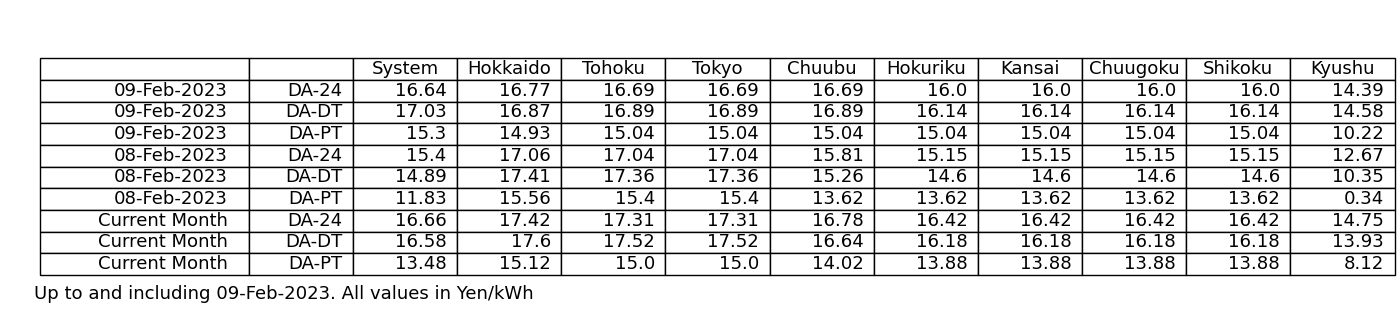 System Hokkaido Tohoku Tokyo Chuubu Hokuriku Kansai Chuugoku Shikoku Kyushu
09-Feb-2023 DA-24 16.64 16.77 16.69 16.69 16.69 16.0 16.0 16.0 16.0 14.39
09-Feb-2023 DA-DT 17.03 16.87 16.89 16.89 16.89 16.14 16.14 16.14 16.14 14.58
09-Feb-2023 DA-PT 15.3 14.93 15.04 15.04 15.04 15.04 15.04 15.04 15.04 10.22
08-Feb-2023 DA-24 15.4 17.06 17.04 17.04 15.81 15.15 15.15 15.15 15.15 12.67
08-Feb-2023 DA-DT 14.89 17.41 17.36 17.36 15.26 14.6 14.6 14.6 14.6 10.35
08-Feb-2023 DA-PT 11.83 15.56 15.4 15.4 13.62 13.62 13.62 13.62 13.62 0.34
Current Month DA-24 16.66 17.42 17.31 17.31 16.78 16.42 16.42 16.42 16.42 14.75
Current Month DA-DT 16.58 17.6 17.52 17.52 16.64 16.18 16.18 16.18 16.18 13.93
Current Month DA-PT 13.48 15.12 15.0 15.0 14.02 13.88 13.88 13.88 13.88 8.12
Up to and including 09-Feb-2023. All values in Yen/kWh